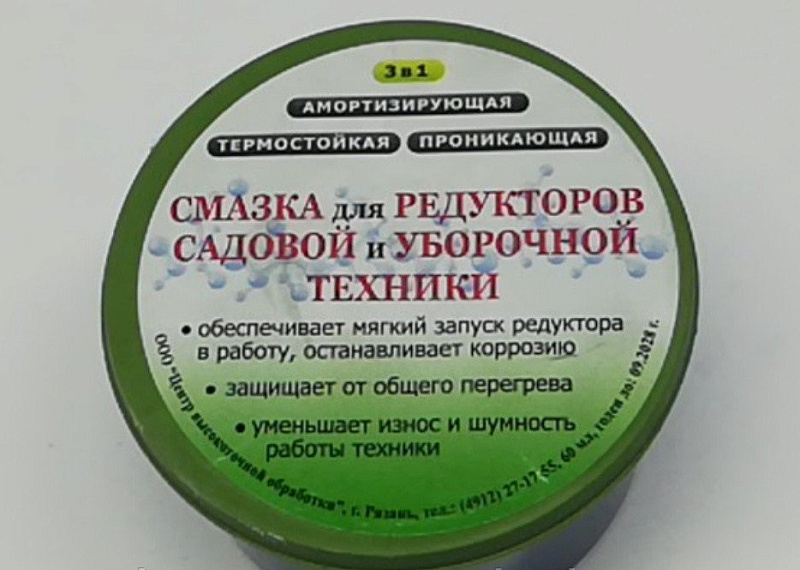 3 в 1
АМОРТИЗИРУЮЩАЯ
ТЕРМОСТОЙКАЯ ПРОНИКАЮЩАЯ
СМАЗКА для РЕДУКТОРОВ
САДОВОЙ и УБОРОЧНОЙ
ТЕХНИКИ
• обеспечивает мягкий запуск редуктора
в работу, останавливает коррозию
• защищает от общего перегрева
• уменьшает износ и шумность
работы техники
ООО "Центр высокоточной обработки", г. Рязань, тел.: (4912) 27-17-55, 60 мл, годен до: 09.2028 г.